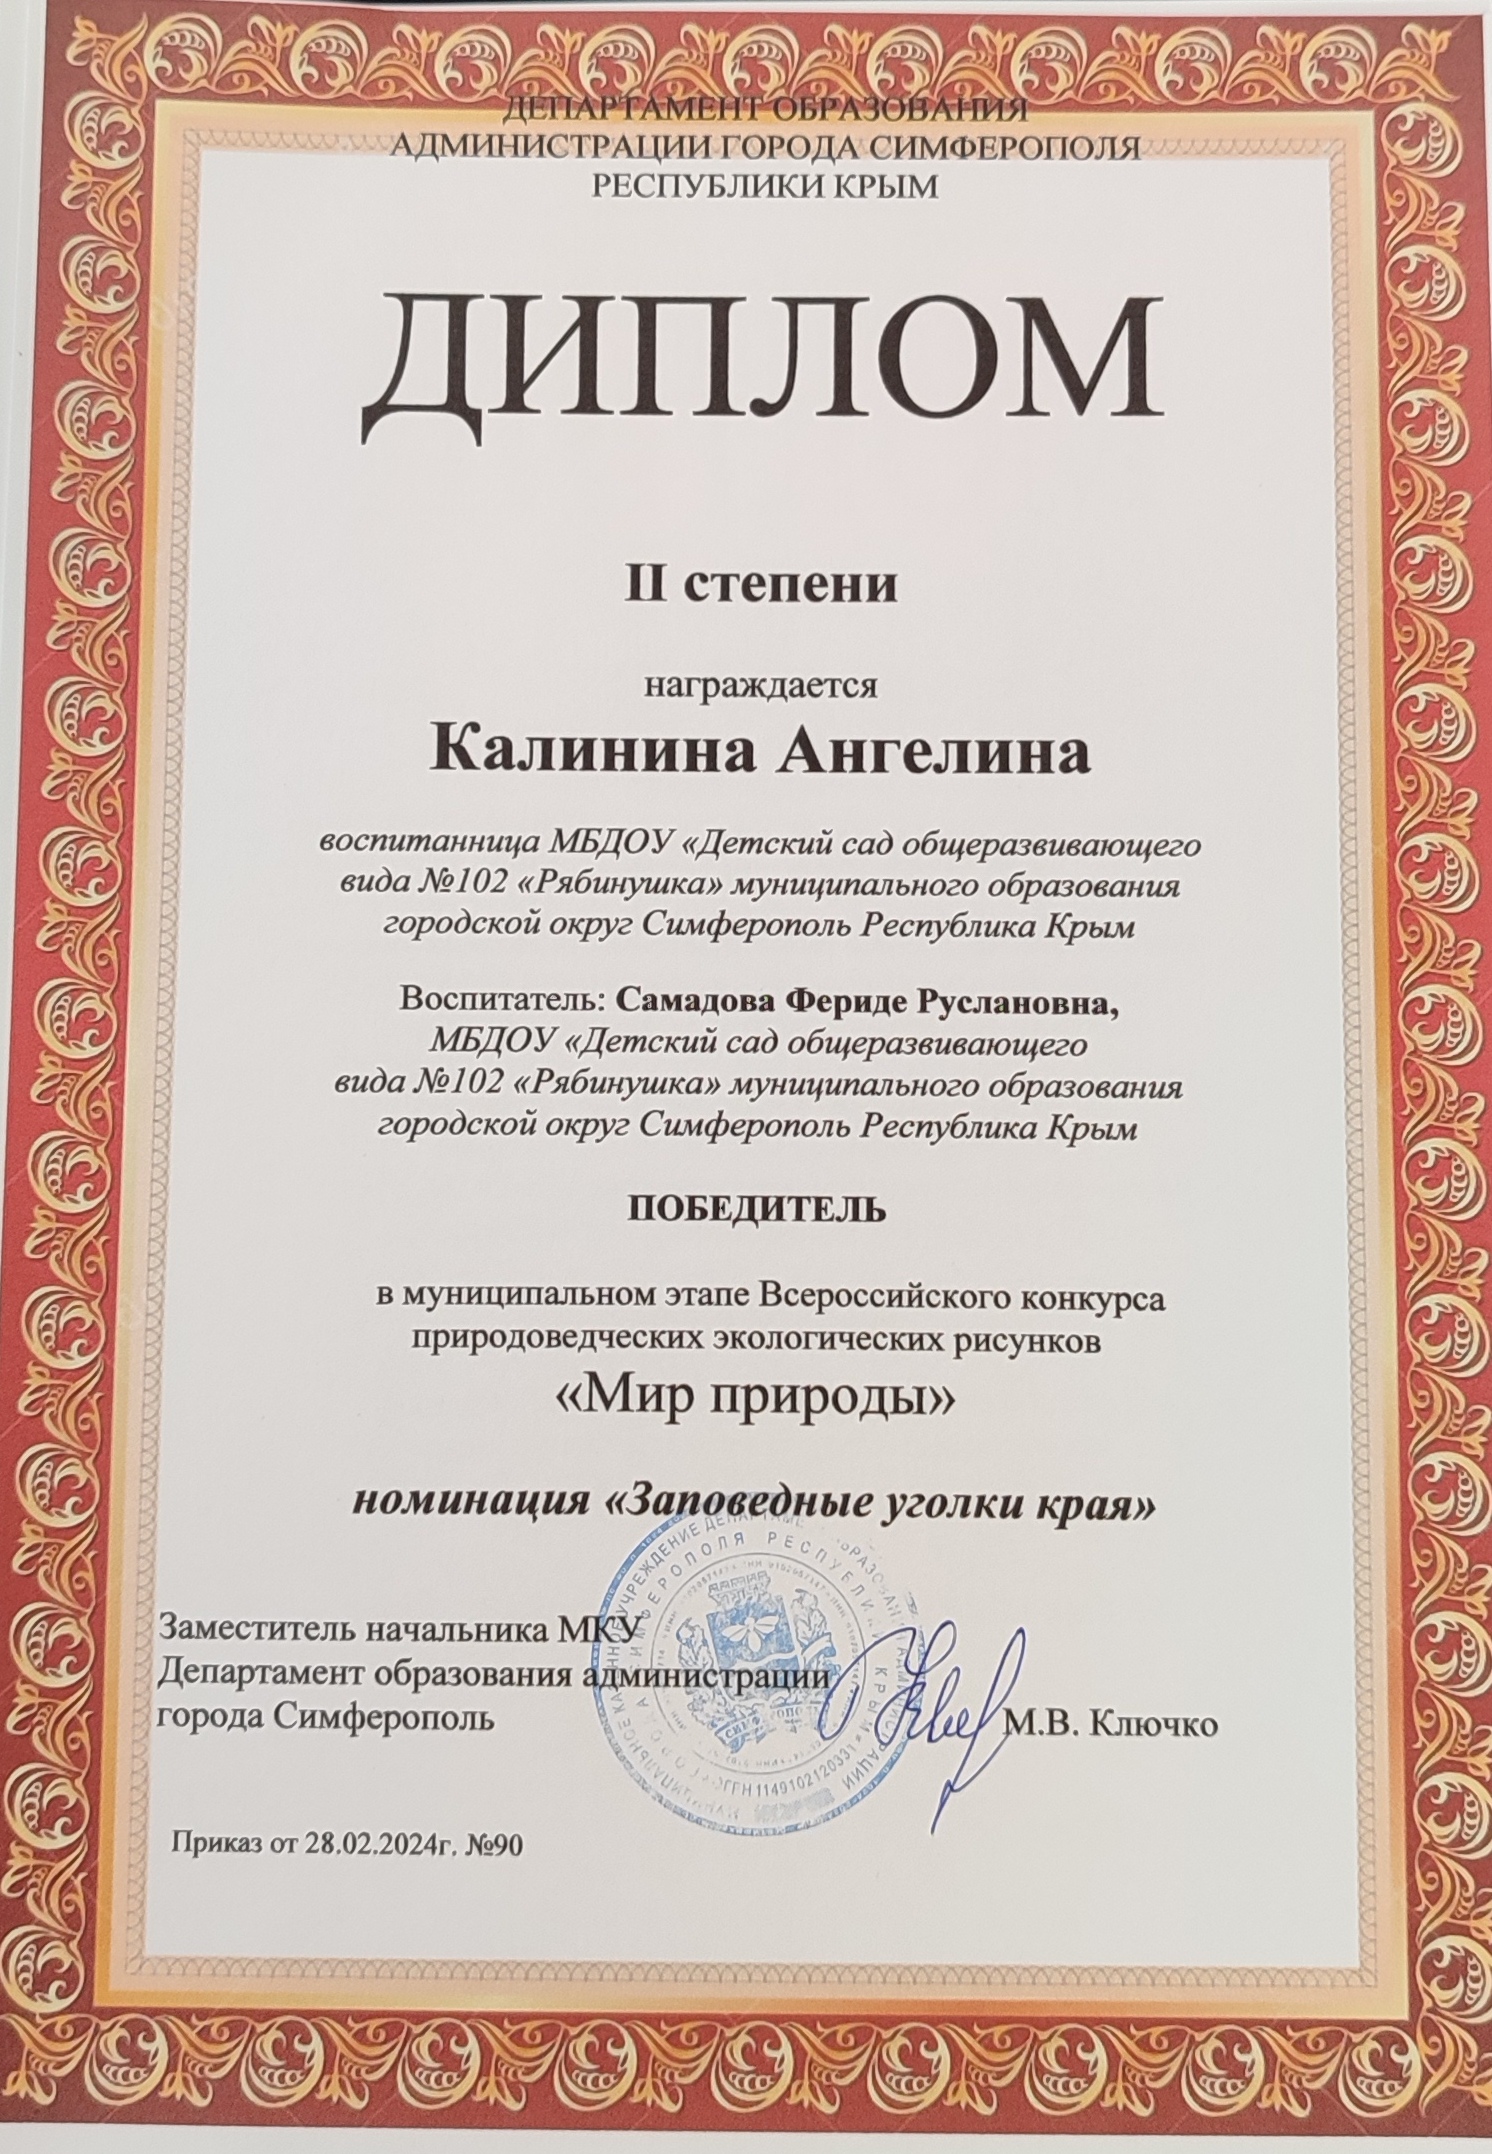 ДЕПАРТАМЕНТ ОБРАЗОВАНИЯ
АДМИНИСТРАЦИИ ГОРОДА СИМФЕРОПОЛЯ
РЕСПУБЛИКИ КРЫМ
ДИПЛОМ
II степени
награждается
Калинина Ангелина
воспитанница МБДОУ «Детский сад общеразвивающего
вида №102 «Рябинушка» муниципального образования
городской округ Симферополь Республика Крым
Воспитатель: Самадова Фериде Руслановна,
МБДОУ «Детский сад общеразвивающего
вида №102 «Рябинушка» муниципального образования
городской округ Симферополь Республика Крым
ПОБЕДИТЕЛЬ
в муниципальном этапе Всероссийского конкурса
природоведческих экологических рисунков
«Мир природы»
номинация «Заповедные уголки края»
Заместитель начальника МКУ
Департамент образования администрации
города Симферополь
М.В. Ключко
Приказ от 28.02.2024г. №90